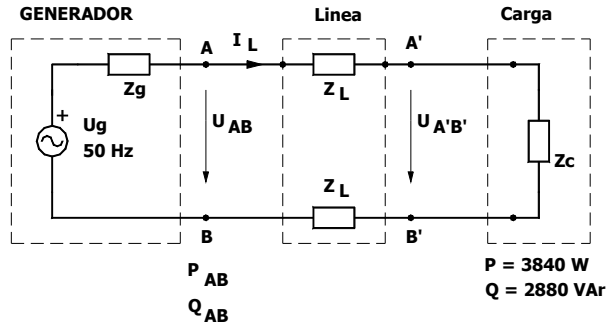 GENERADOR
Linea
Carga
A
I L
A'
Zg
Z L
+
Ug
50 Hz
U AB
U A'B'
Zc
Z L
B
B'
P AB
Q AB
P = 3840 W
Q = 2880 VAr